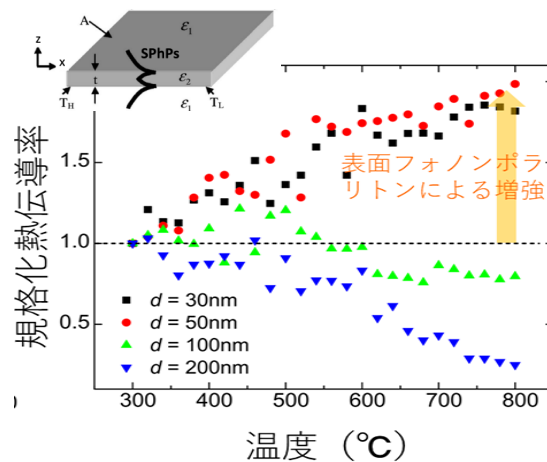 A
ε₁
z
x
SPhPs
t
ε₂
T_H
ε₁
T_L
規格化熱伝導率
1.5
1.0
0.5
表面フォノンポラ
リトンによる増強
d = 30nm
d = 50nm
d = 100nm
d = 200nm
300 400 500 600 700 800
温度（℃）